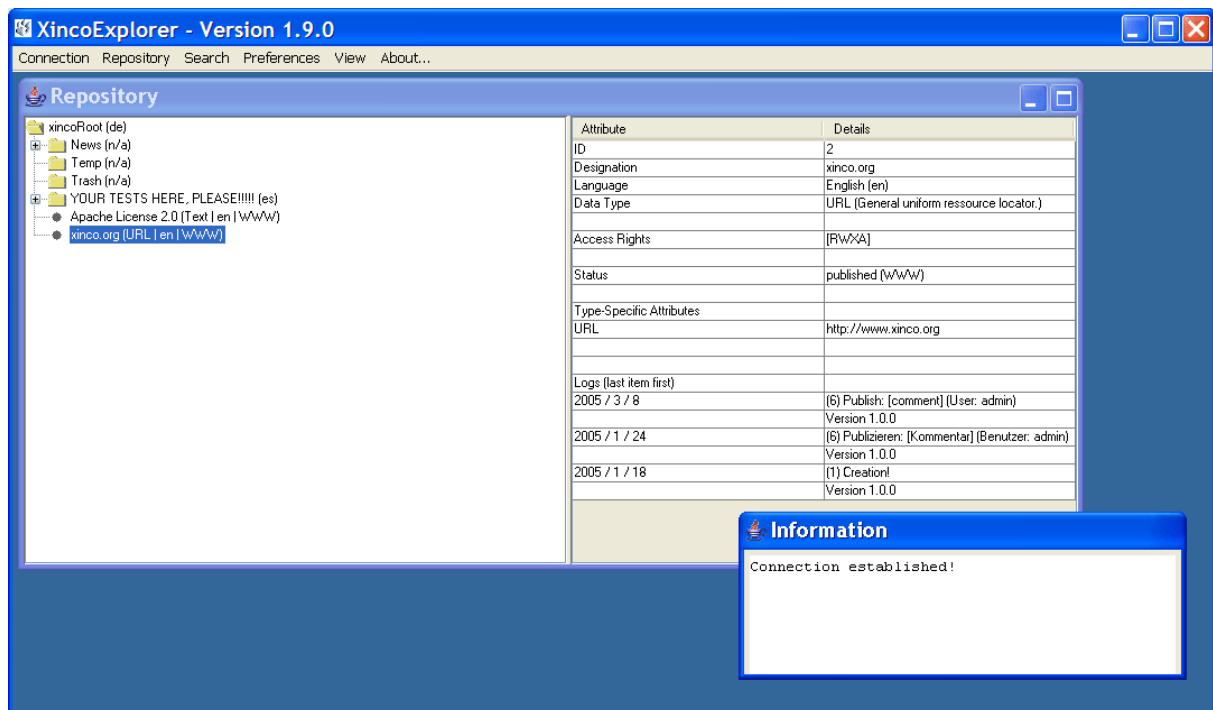 XincoExplorer - Version 1.9.0
Connection Repository Search Preferences View About...
Repository
xincoRoot (de)
News (n/a)
Temp (n/a)
Trash (n/a)
YOUR TESTS HERE, PLEASE!!!!! (es)
Apache License 2.0 (Text | en | WWW)
xinco.org (URL | en | WWW)
Attribute Details
ID 2
Designation xinco.org
Language English (en)
Data Type URL (General uniform ressource locator.)
Access Rights [RWXA]
Status published (WWW)
Type-Specific Attributes
URL http://www.xinco.org
Logs (last item first)
2005 / 3 / 8 (6) Publish: [comment] (User: admin)
Version 1.0.0
2005 / 1 / 24 (6) Publizieren: [Kommentar] (Benutzer: admin)
Version 1.0.0
2005 / 1 / 18 (1) Creation!
Version 1.0.0
Information
Connection established!